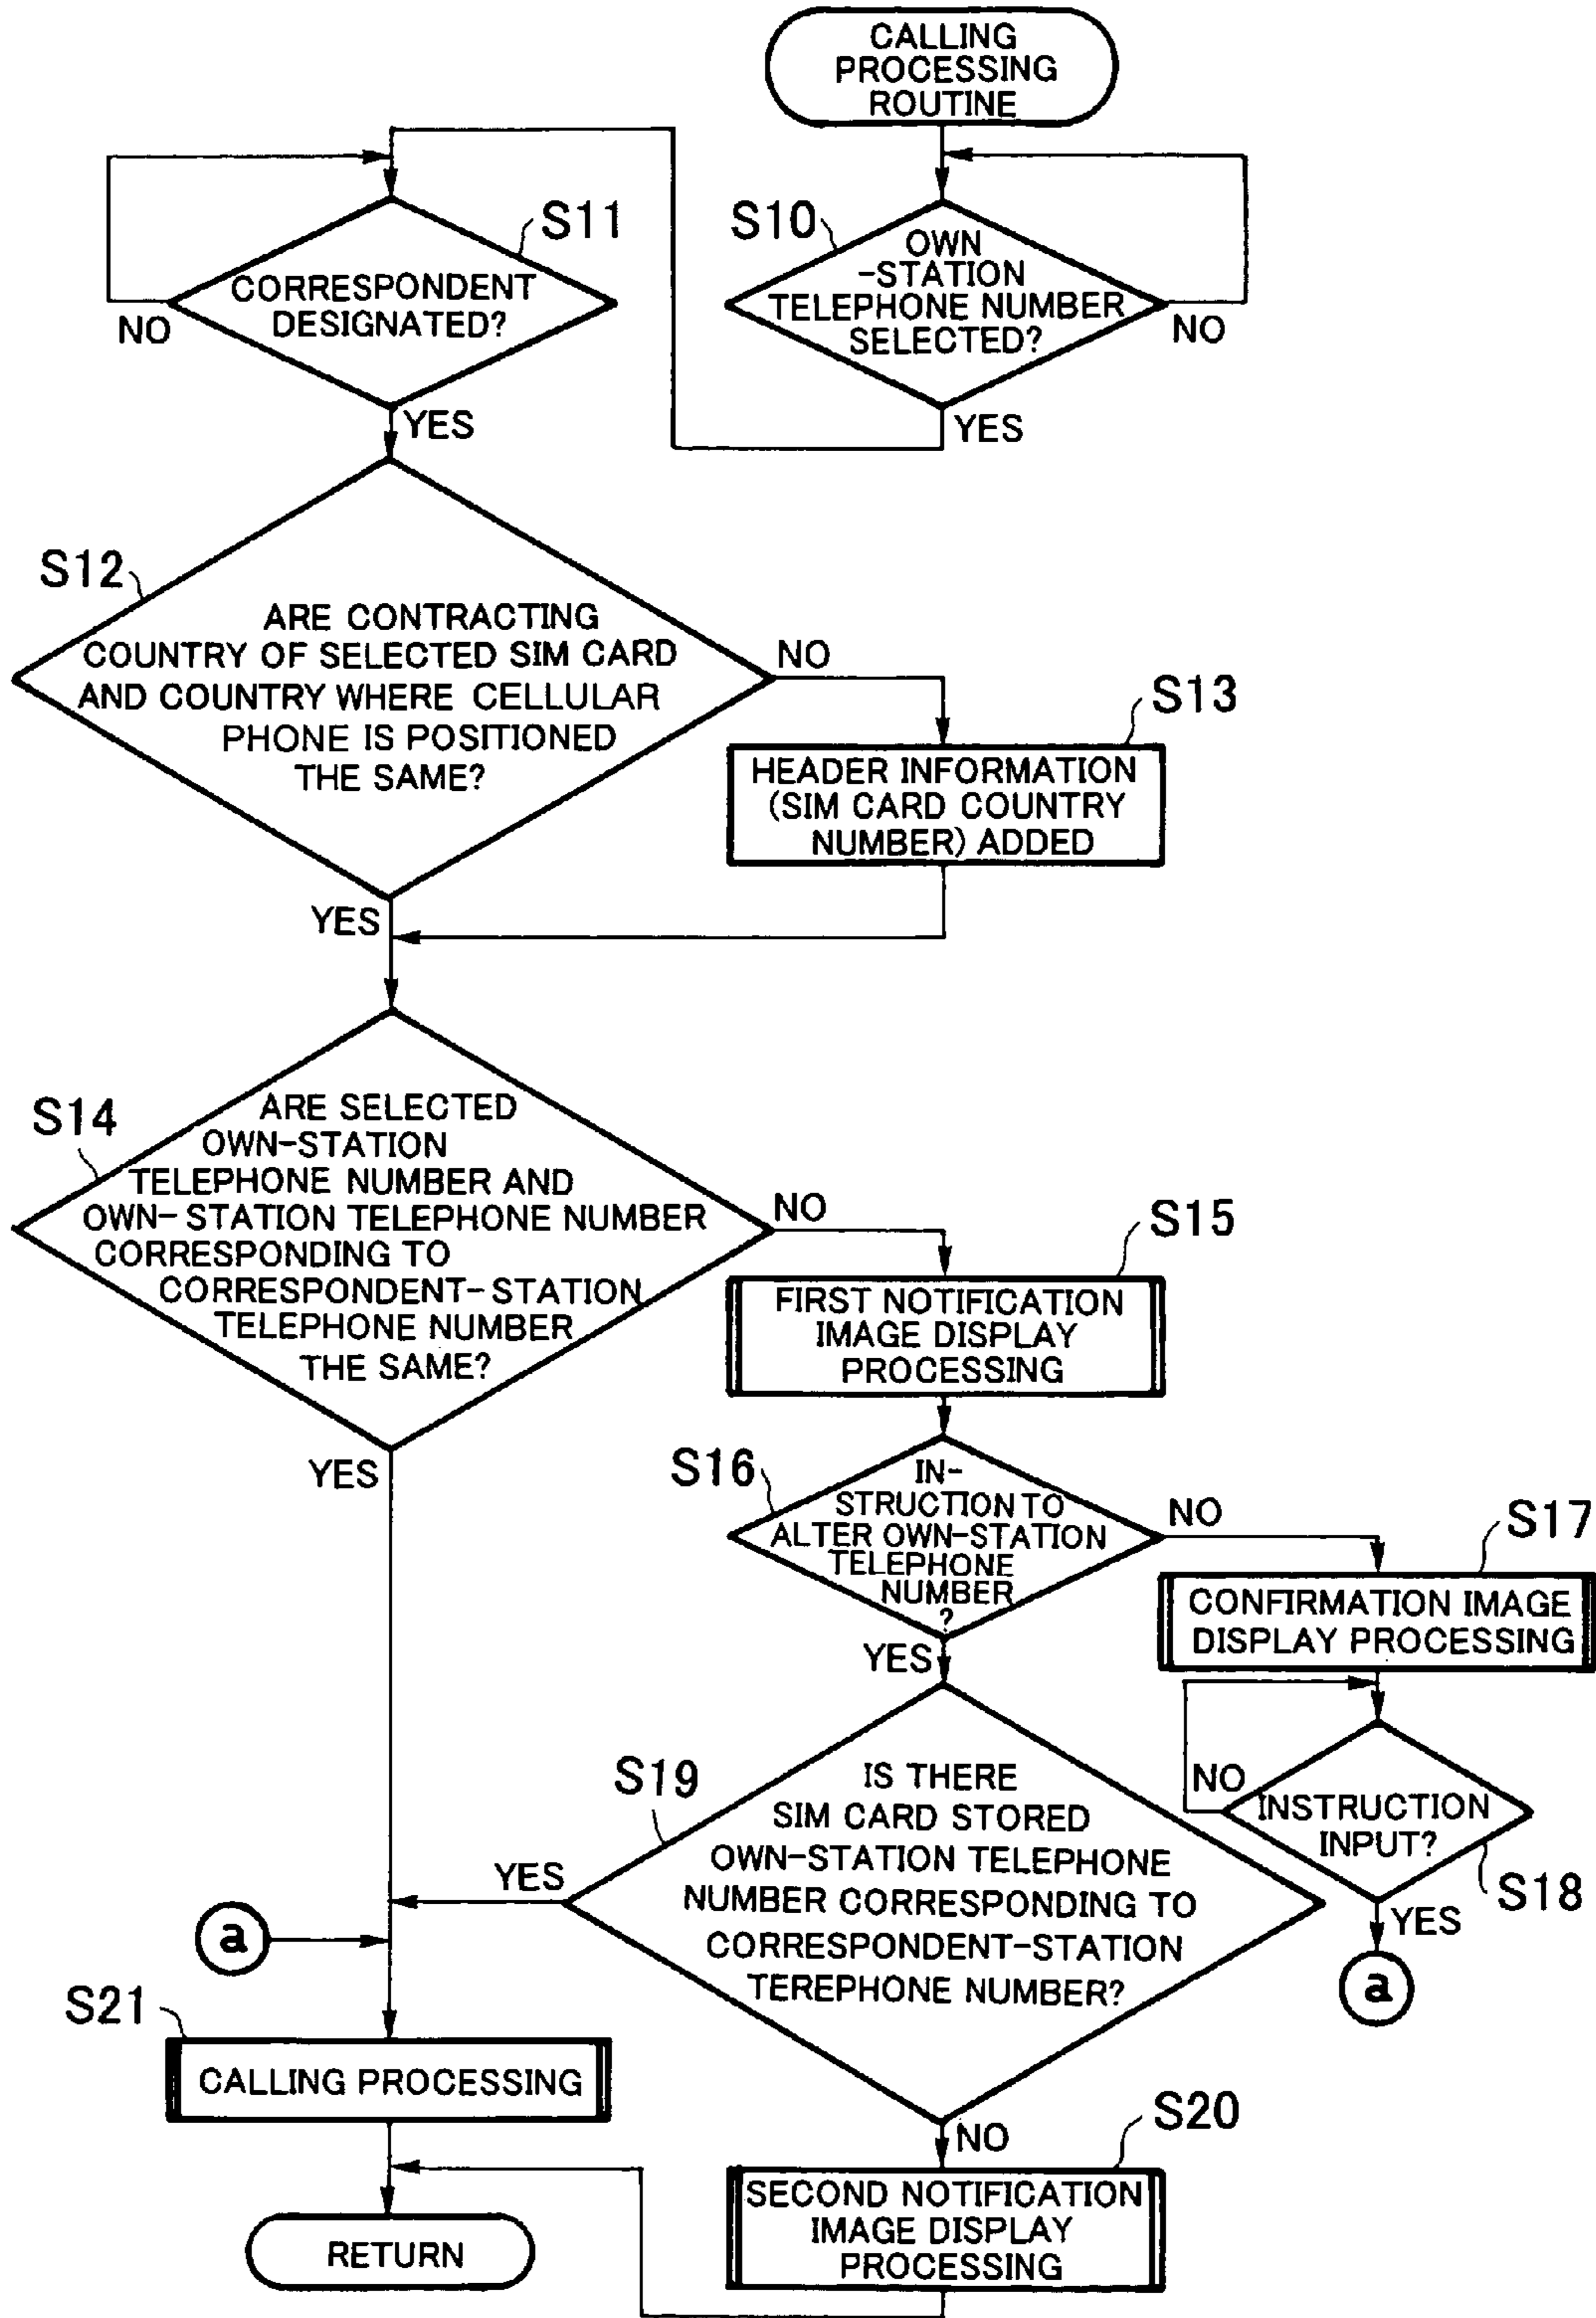 CALLING
PROCESSING
ROUTINE
S10
OWN
-STATION
TELEPHONE NUMBER
SELECTED?
NO
YES
S11
CORRESPONDENT
DESIGNATED?
NO
YES
S12
ARE CONTRACTING
COUNTRY OF SELECTED SIM CARD
AND COUNTRY WHERE CELLULAR
PHONE IS POSITIONED
THE SAME?
NO
YES
S13
HEADER INFORMATION
(SIM CARD COUNTRY
NUMBER) ADDED
S14
ARE SELECTED
OWN-STATION
TELEPHONE NUMBER AND
OWN-STATION TELEPHONE NUMBER
CORRESPONDING TO
CORRESPONDENT-STATION
TELEPHONE NUMBER
THE SAME?
NO
YES
S15
FIRST NOTIFICATION
IMAGE DISPLAY
PROCESSING
S16
IN-
STRUCTION TO
ALTER OWN-STATION
TELEPHONE
NUMBER
?
NO
YES
S17
CONFIRMATION IMAGE
DISPLAY PROCESSING
NO
INSTRUCTION
INPUT?
S18
YES
a
S19
IS THERE
SIM CARD STORED
OWN-STATION TELEPHONE
NUMBER CORRESPONDING TO
CORRESPONDENT-STATION
TEREPHONE NUMBER?
YES
NO
a
S21
CALLING PROCESSING
S20
SECOND NOTIFICATION
IMAGE DISPLAY
PROCESSING
RETURN